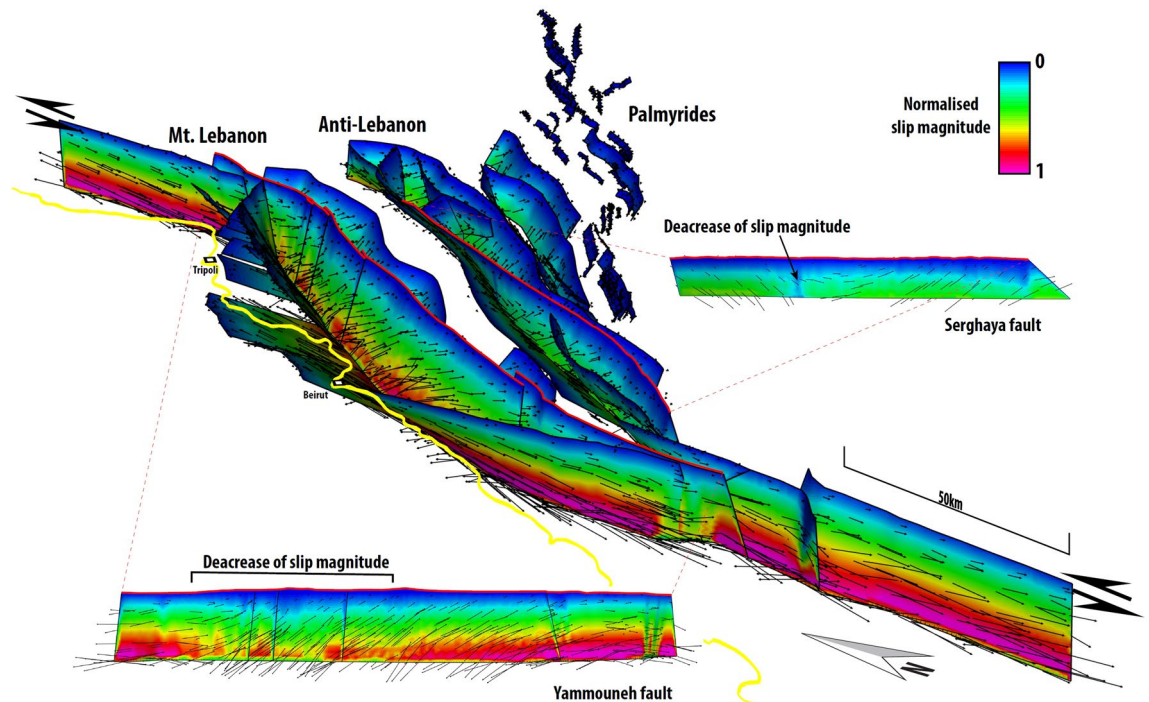 0
Normalised
slip magnitude
1
Mt. Lebanon
Anti-Lebanon
Palmyrides
Deacrease of slip magnitude
Tripoli
Serghaya fault
Beirut
50km
Deacrease of slip magnitude
Yammouneh fault
N